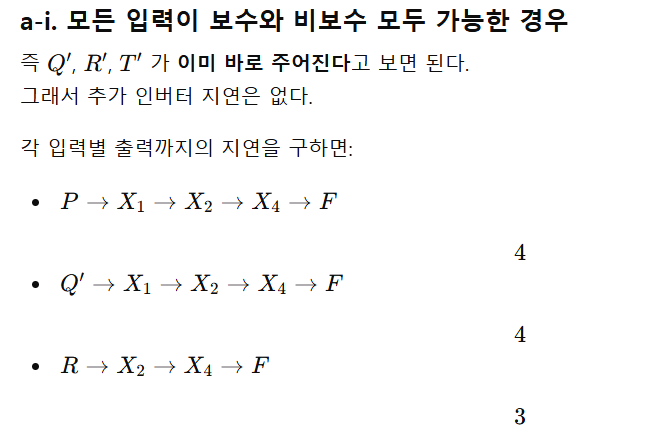 a-i. 모든 입력이 보수와 비보수 모두 가능한 경우
즉 Q′, R′, T′ 가 이미 바로 주어진다고 보면 된다.
그래서 추가 인버터 지연은 없다.
각 입력별 출력까지의 지연을 구하면:
• P → X₁ → X₂ → X₄ → F
4
• Q′ → X₁ → X₂ → X₄ → F
4
• R → X₂ → X₄ → F
3